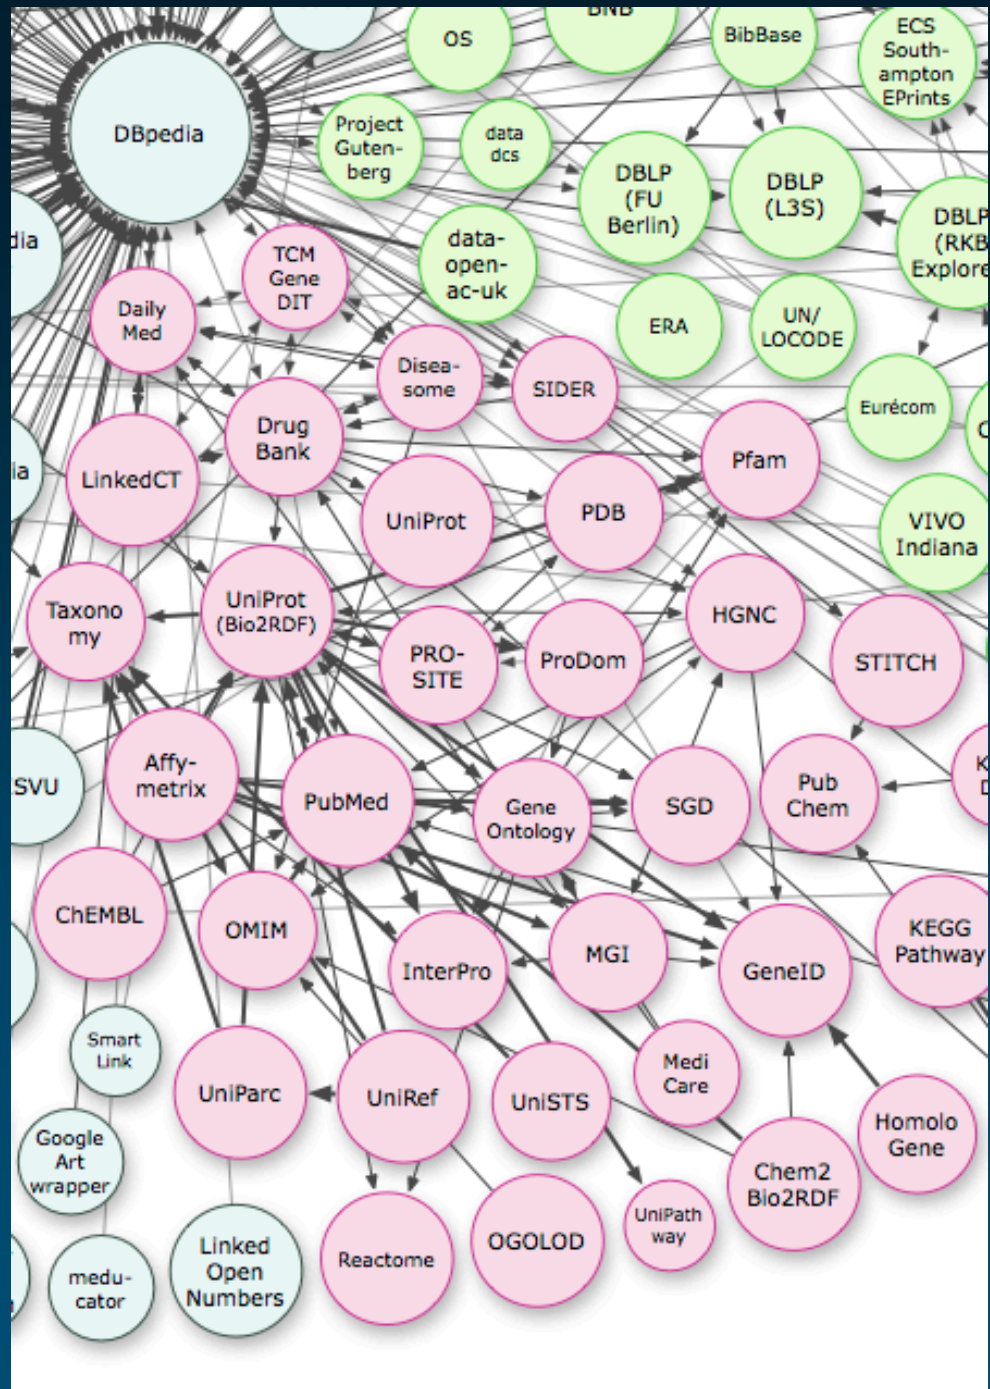 OS
BNB
BibBase
ECS
South-
ampton
EPrints
DBpedia
Project
Guten-
berg
data
dcs
DBLP
(FU
Berlin)
DBLP
(L3S)
DBLP
(RKB
Explore
dia
TCM
Gene
DIT
data-
open-
ac-uk
Daily
Med
ERA
UN/
LOCODE
Disea-
some
SIDER
Eurécom
Drug
Bank
LinkedCT
ia
Pfam
UniProt
PDB
VIVO
Indiana
Taxono
my
UniProt
(Bio2RDF)
PRO-
SITE
ProDom
HGNC
STITCH
SVU
Affy-
metrix
PubMed
Gene
Ontology
SGD
Pub
Chem
K
ChEMBL
OMIM
InterPro
MGI
GeneID
KEGG
Pathway
Smart
Link
UniParc
UniRef
UniSTS
Medi
Care
Homolo
Gene
Google
Art
wrapper
Chem2
Bio2RDF
UniPath
way
Linked
Open
Numbers
Reactome
OGOLOD
medu-
cator